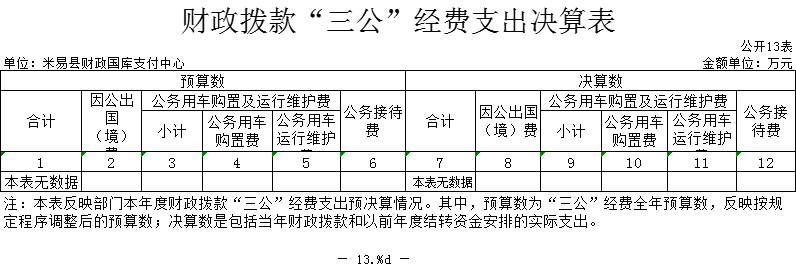 财政拨款“三公”经费支出决算表
公开13表
单位：米易县财政国库支付中心 金额单位：万元
预算数 决算数
合计 因公出国（境）费 公务用车购置及运行维护费 公务接待费 合计 因公出国（境）费 公务用车购置及运行维护费 公务接待费
小计 公务用车购置费 公务用车运行维护费 小计 公务用车购置费 公务用车运行维护费
1 2 3 4 5 6 7 8 9 10 11 12
本表无数据 本表无数据
注：本表反映部门本年度财政拨款“三公”经费支出预决算情况。其中，预算数为“三公”经费全年预算数，反映按规
定程序调整后的预算数；决算数是包括当年财政拨款和以前年度结转资金安排的实际支出。
— 13.%d —